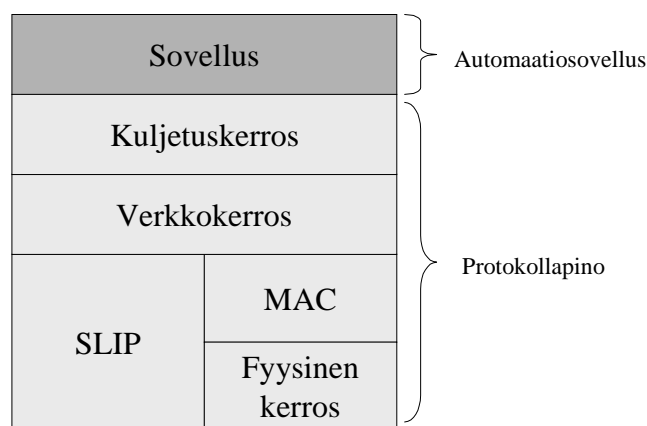 Sovellus
Automaatiosovellus
Kuljetuskerros
Verkkokerros
Protokollapino
SLIP
MAC
Fyysinen
kerros